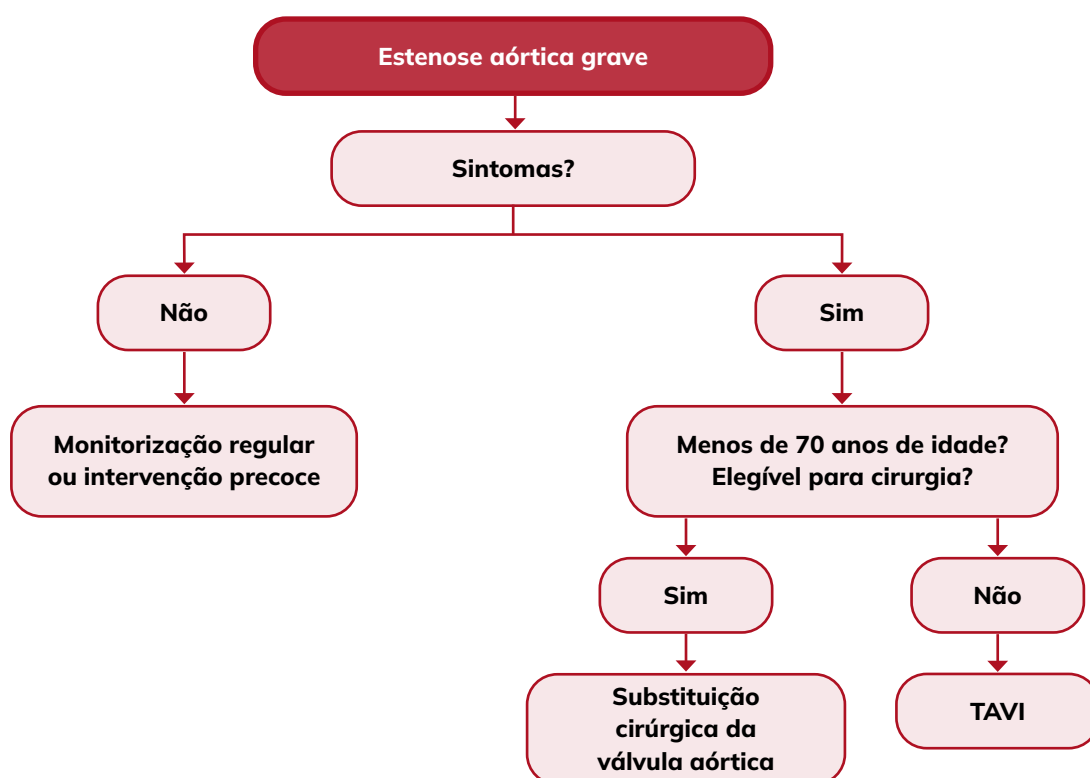 Estenose aórtica grave
Sintomas?
Não
Sim
Monitorização regular
ou intervenção precoce
Menos de 70 anos de idade?
Elegível para cirurgia?
Sim
Não
Substituição
cirúrgica da
válvula aórtica
TAVI